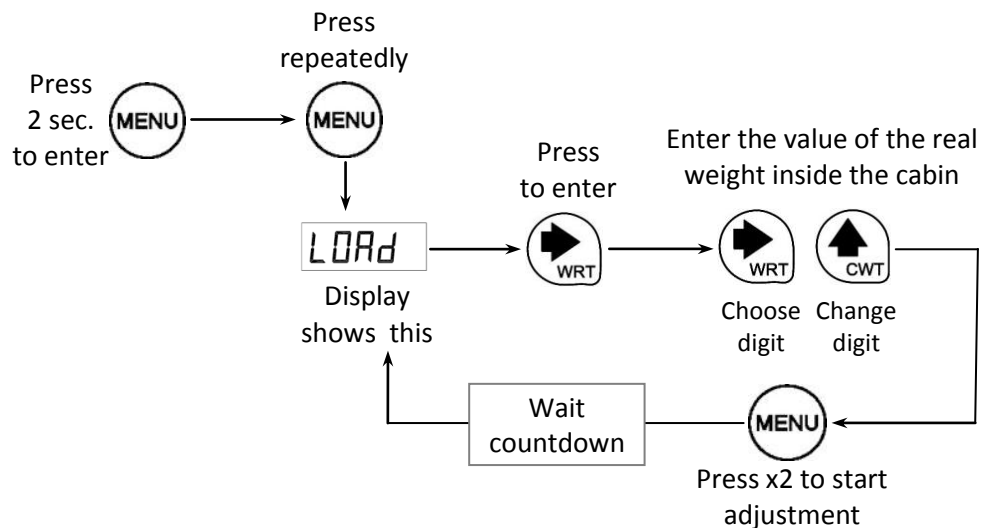 Press
2 sec.
to enter
MENU
Press
repeatedly
MENU
LOAd
Display
shows this
Press
to enter
WRT
Enter the value of the real
weight inside the cabin
WRT
CWT
Choose
digit
Change
digit
MENU
Press x2 to start
adjustment
Wait
countdown